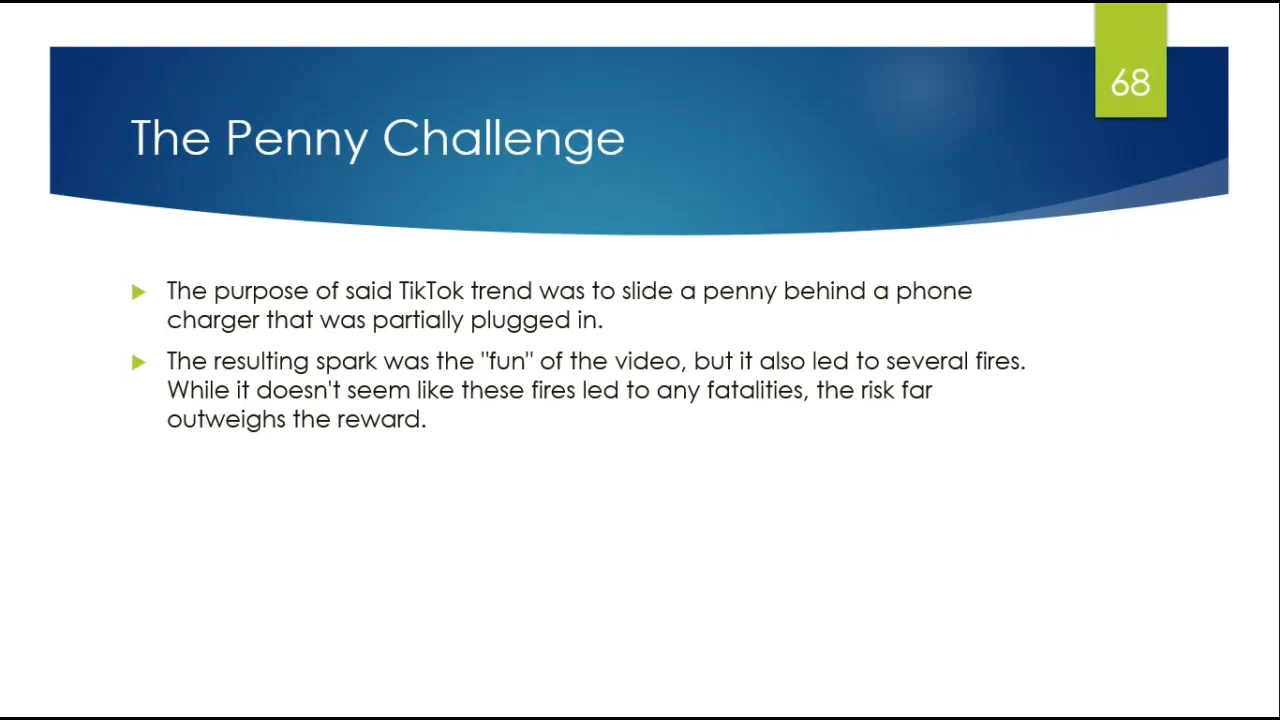 68
The Penny Challenge
The purpose of said TikTok trend was to slide a penny behind a phone
charger that was partially plugged in.
The resulting spark was the "fun" of the video, but it also led to several fires.
While it doesn't seem like these fires led to any fatalities, the risk far
outweighs the reward.